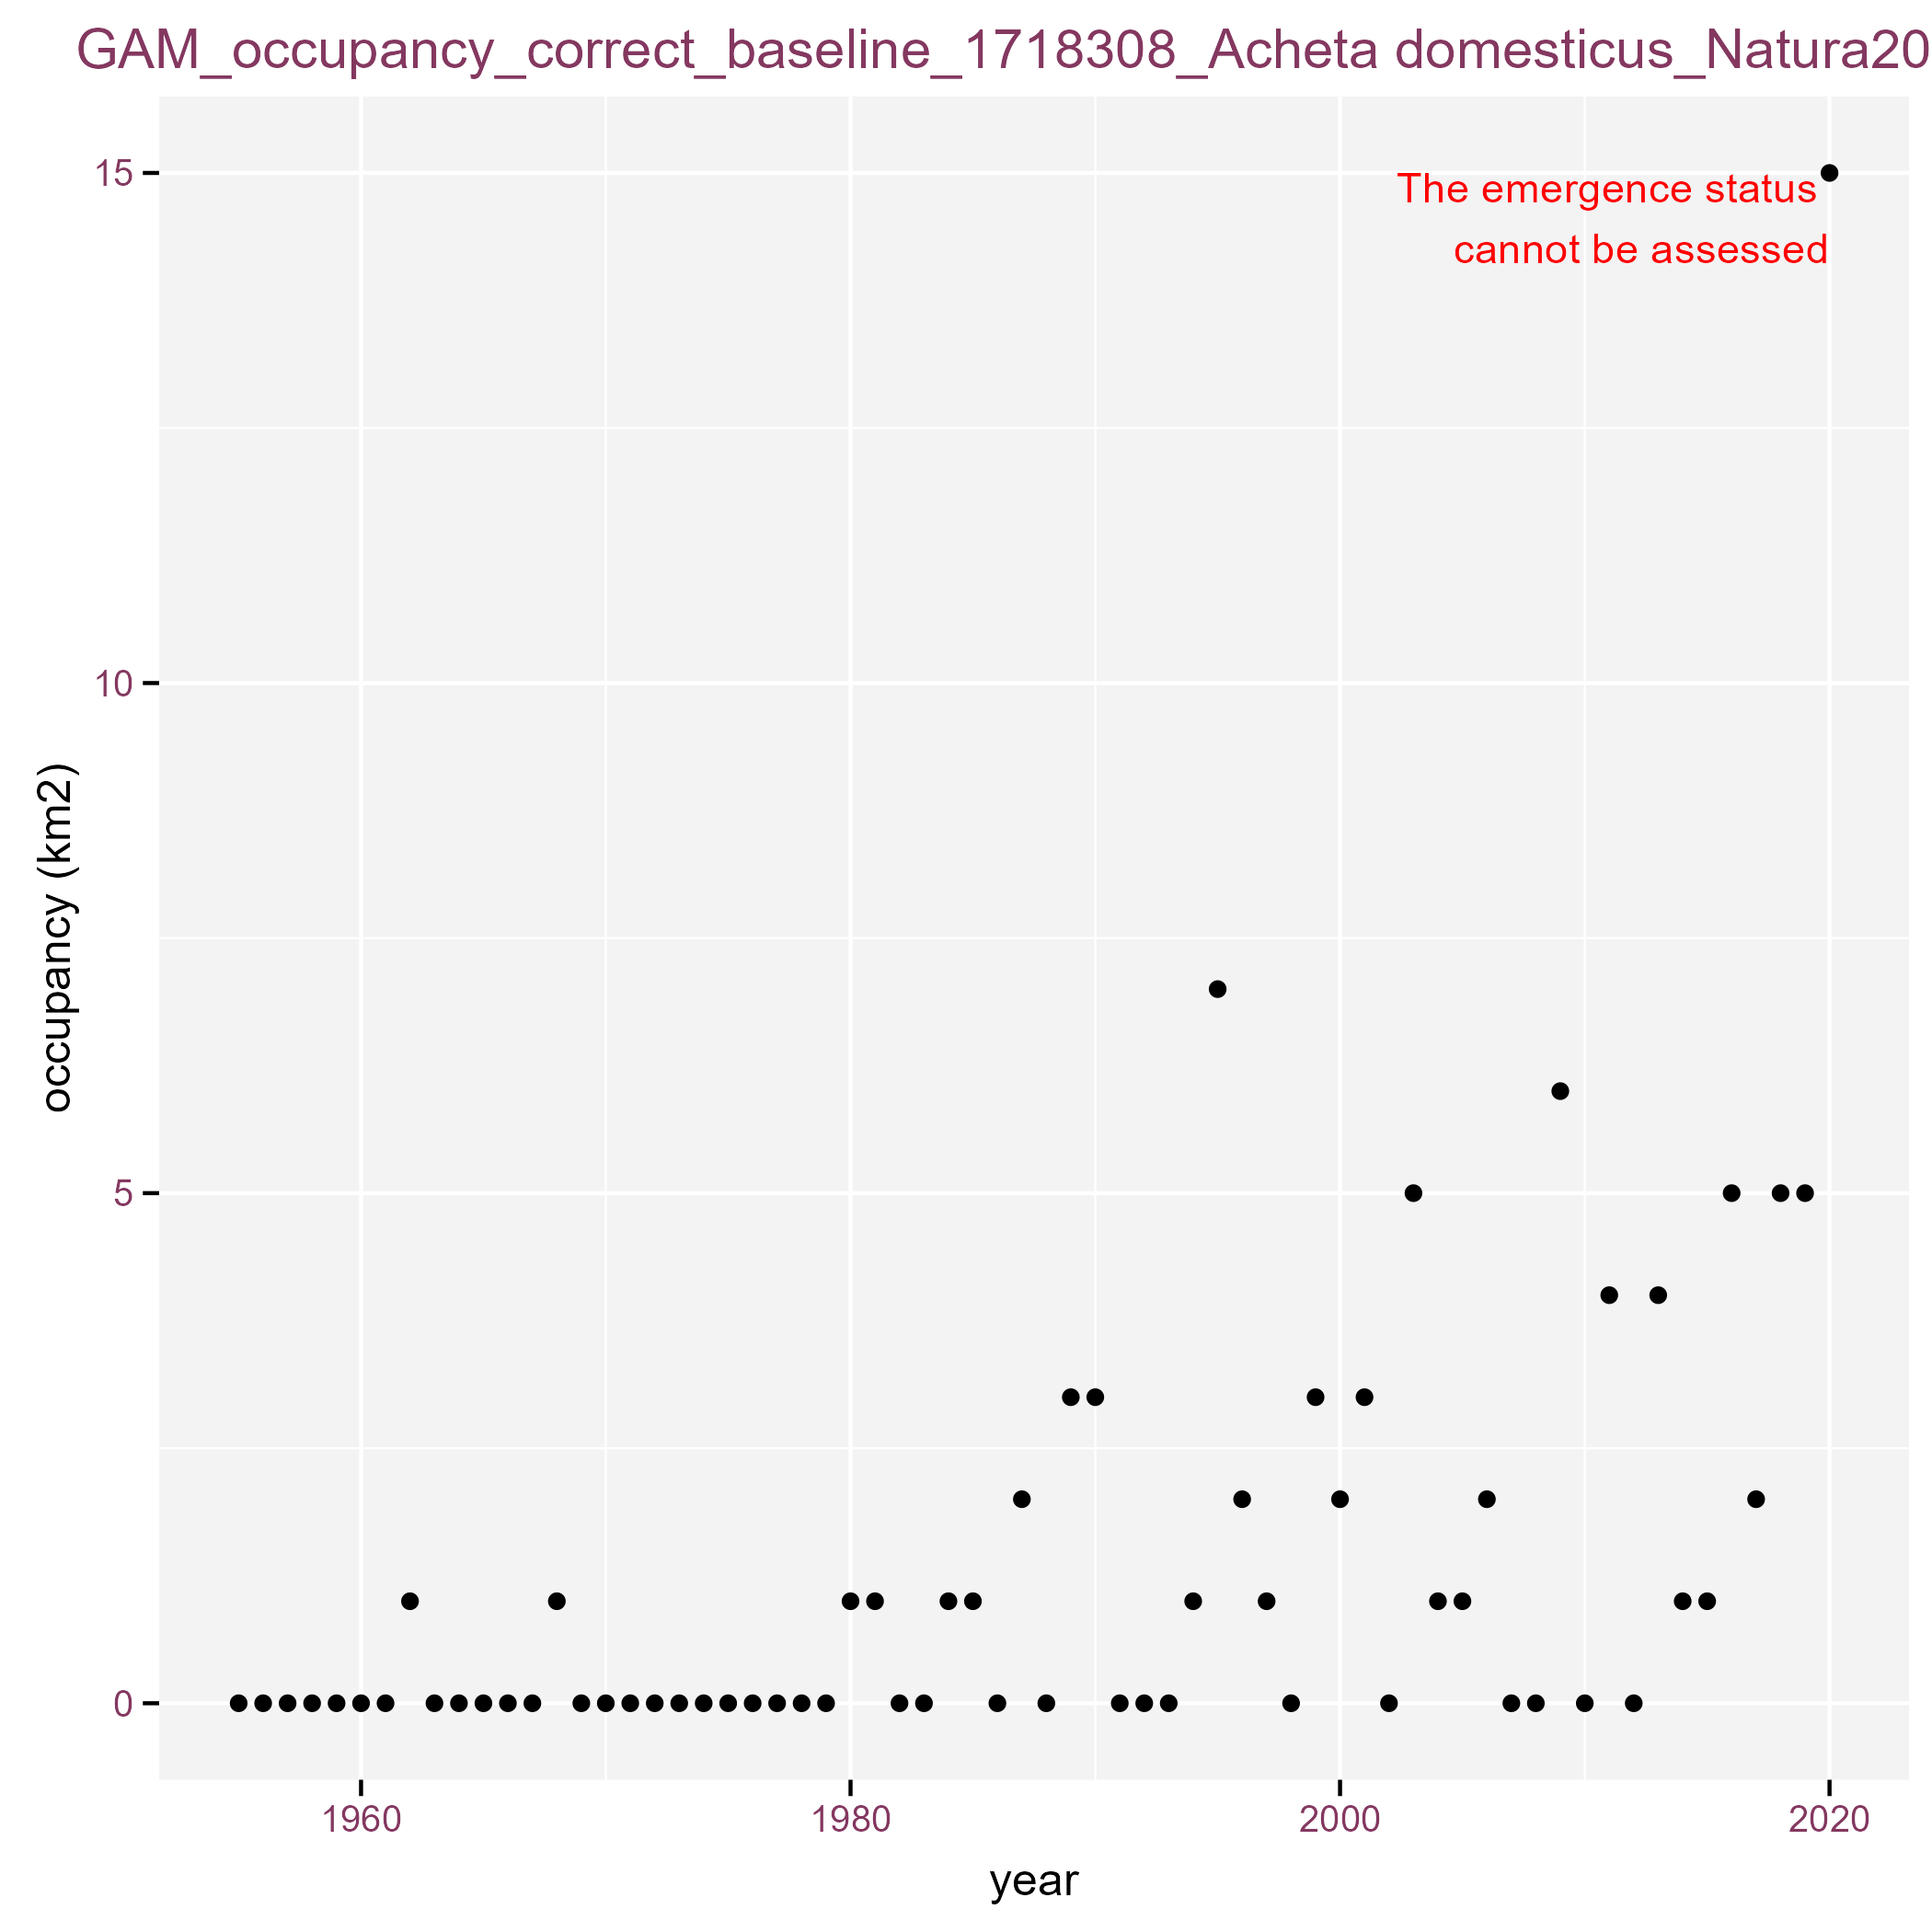 GAM_occupancy_correct_baseline_1718308_Acheta domesticus_Natura20
15
The emergence status
cannot be assessed
10
5
0
occupancy (km2)
1960 1980 2000 2020
year